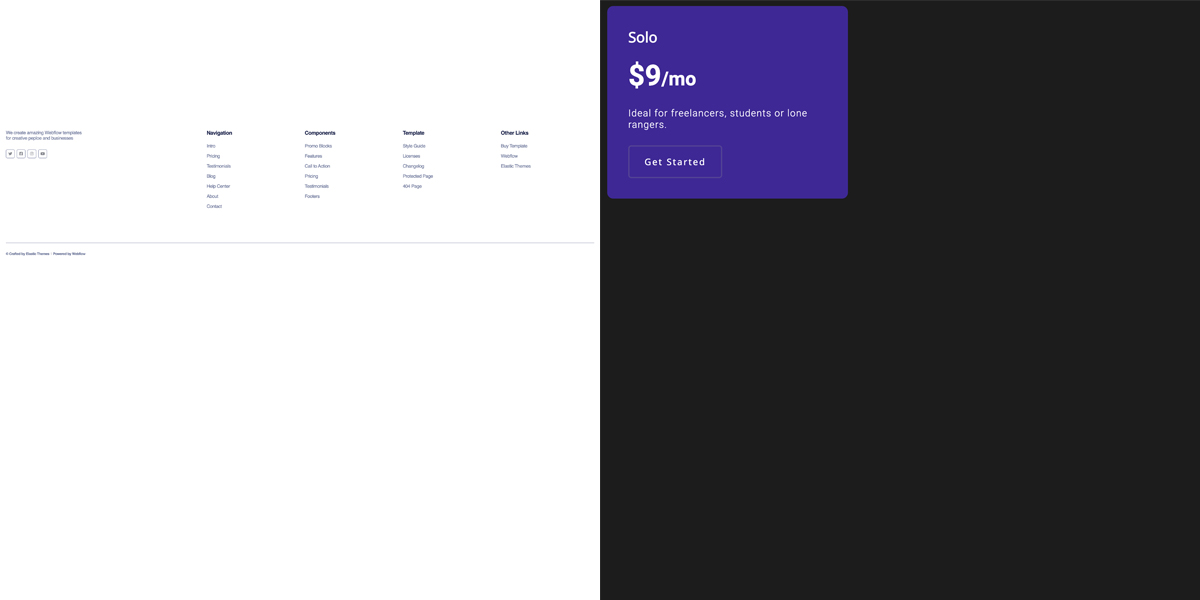 We create amazing Webflow templates
for creative people and businesses
Navigation
Intro
Pricing
Testimonials
Blog
Help Center
About
Contact
Components
Promo Blocks
Features
Call to Action
Pricing
Testimonials
Footers
Template
Style Guide
Licenses
Changelog
Protected Page
404 Page
Other Links
Buy Template
Webflow
Elastic Themes
© Crafted by Elastic Themes | Powered by Webflow
Solo
$9/mo
Ideal for freelancers, students or lone
rangers.
Get Started